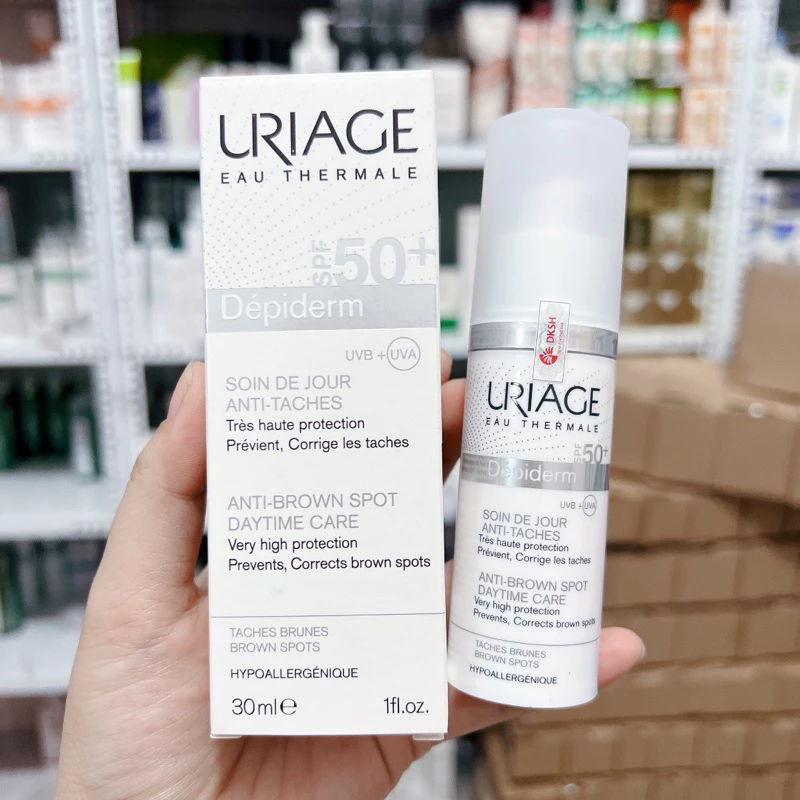 URIAGE
EAU THERMALE
SPF 50+
Dépiderm
UVB + UVA
SOIN DE JOUR
ANTI-TACHES
Très haute protection
Prévient, Corrige les taches
ANTI-BROWN SPOT
DAYTIME CARE
Very high protection
Prevents, Corrects brown spots
TACHES BRUNES
BROWN SPOTS
HYPOALLERGÉNIQUE
30ml℮ 1fl.oz.
DKSH
URIAGE
EAU THERMALE
SPF 50+
Dépiderm
UVB + UVA
SOIN DE JOUR
ANTI-TACHES
Très haute protection
Prévient, Corrige les taches
ANTI-BROWN SPOT
DAYTIME CARE
Very high protection
Prevents, Corrects brown spots
TACHES BRUNES
BROWN SPOTS
HYPOALLERGÉNIQUE